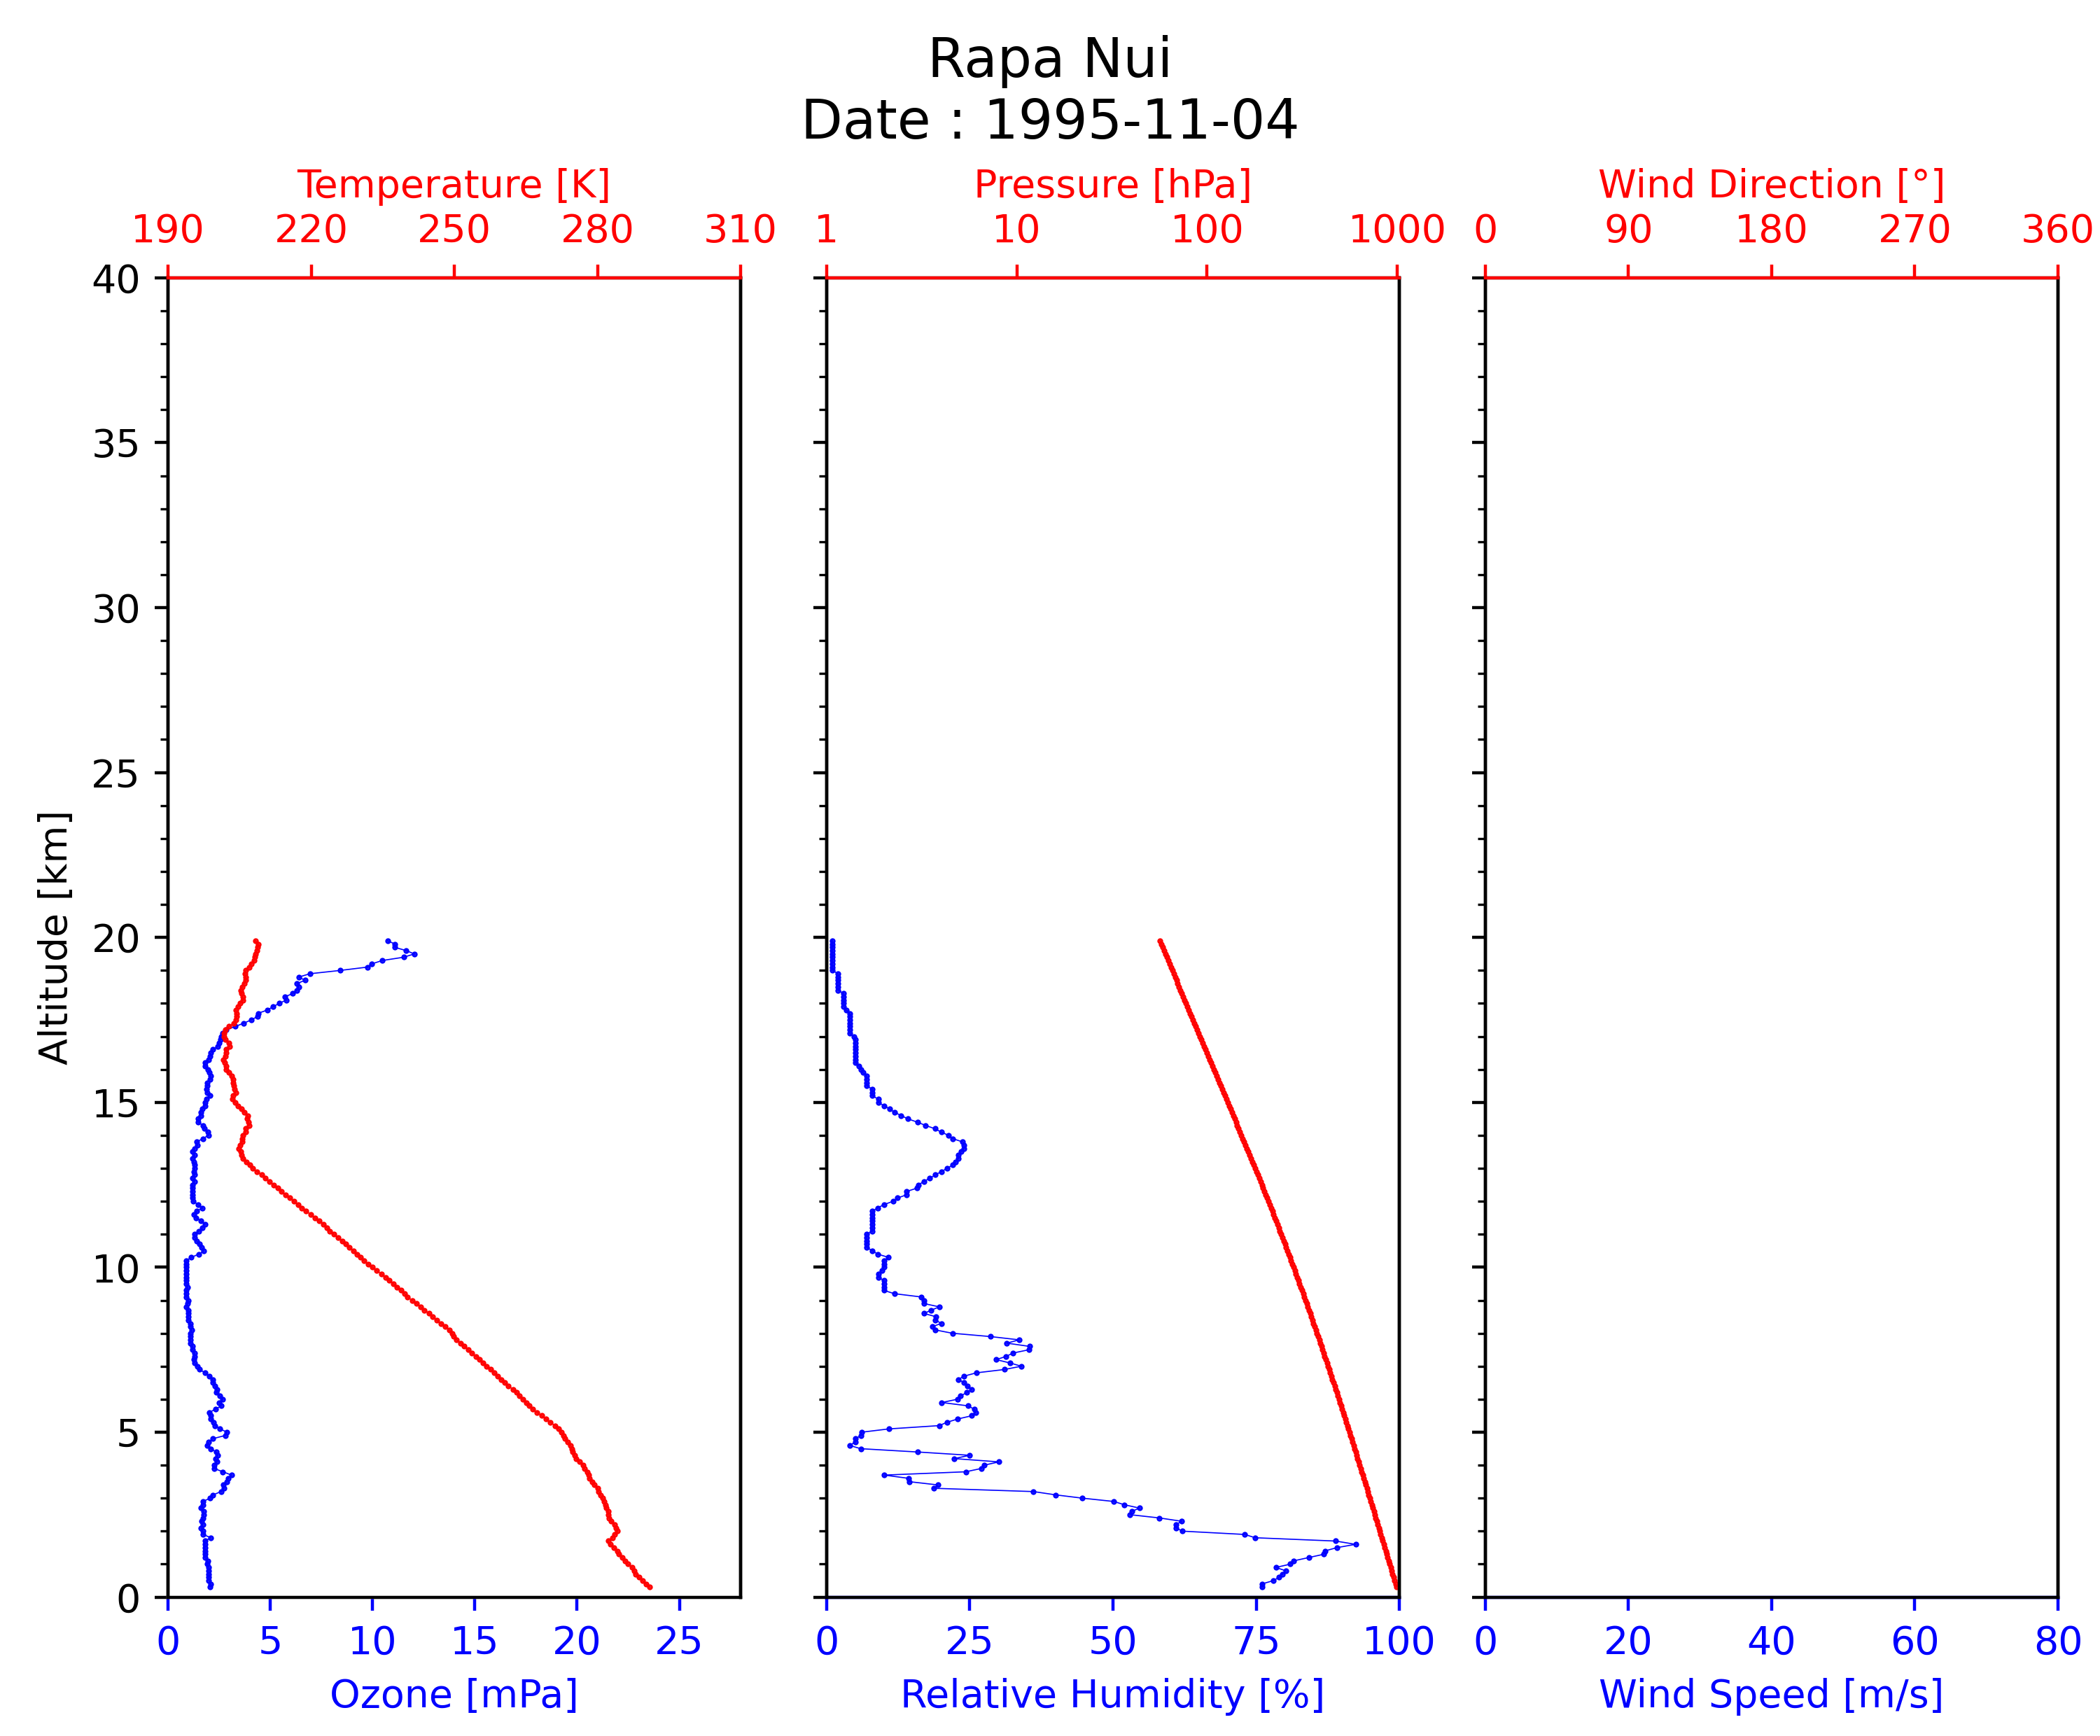 Rapa Nui
Date : 1995-11-04
Temperature [K]
190 220 250 280 310
Pressure [hPa]
1 10 100 1000
Wind Direction [°]
0 90 180 270 360
Altitude [km]
40
35
30
25
20
15
10
5
0
0 5 10 15 20 25
Ozone [mPa]
0 25 50 75 100
Relative Humidity [%]
0 20 40 60 80
Wind Speed [m/s]